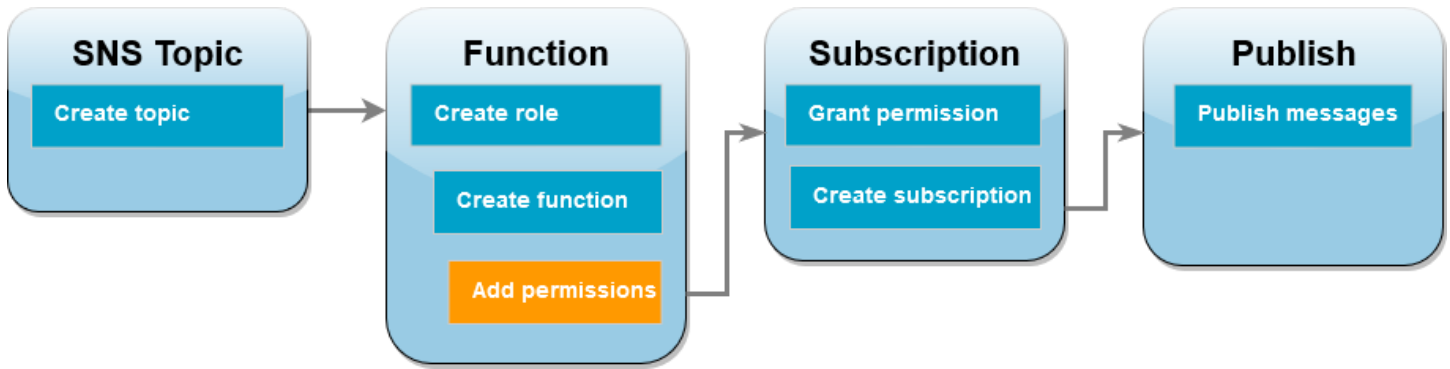 SNS Topic
Create topic
Function
Create role
Create function
Add permissions
Subscription
Grant permission
Create subscription
Publish
Publish messages